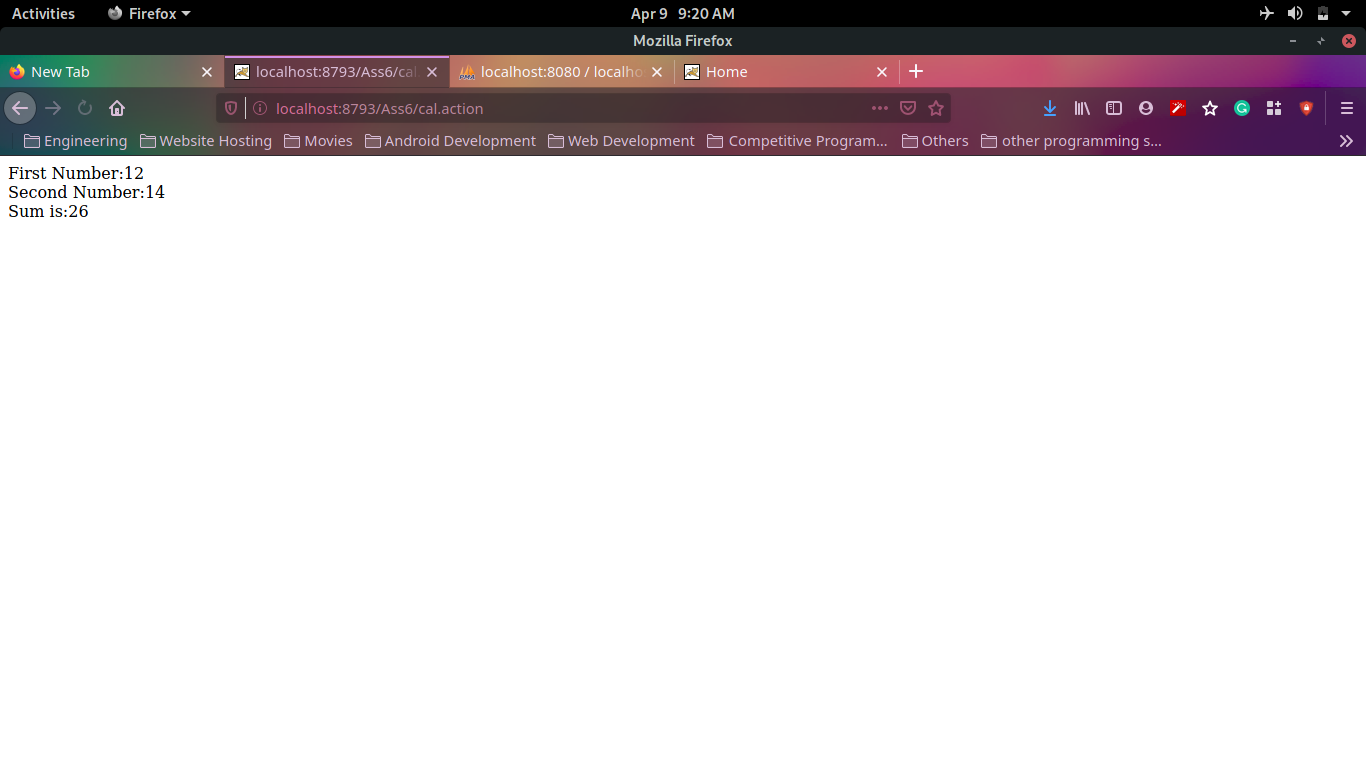 Activities Firefox Apr 9 9:20 AM
Mozilla Firefox
New Tab localhost:8793/Ass6/cal. localhost:8080 / localho Home
localhost:8793/Ass6/cal.action
Engineering Website Hosting Movies Android Development Web Development Competitive Program... Others other programming s...
First Number:12
Second Number:14
Sum is:26